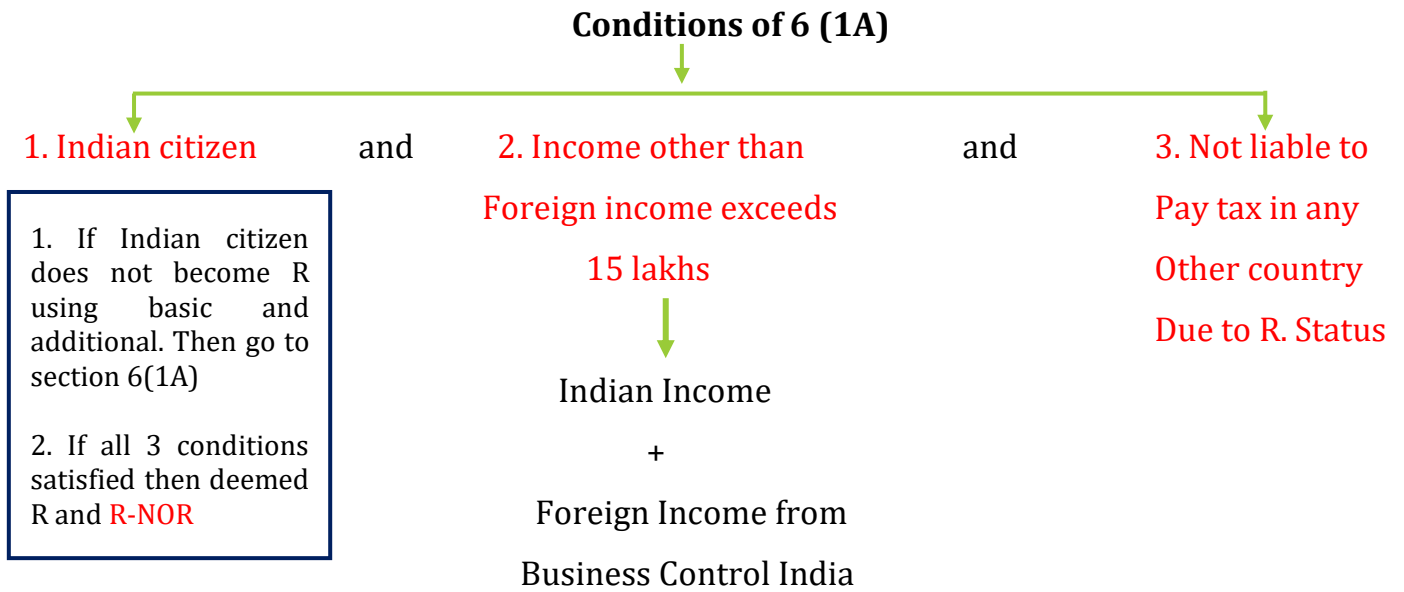 Conditions of 6 (1A)
1. Indian citizen and 2. Income other than and 3. Not liable to
Foreign income exceeds Pay tax in any
15 lakhs Other country
Due to R. Status
1. If Indian citizen
does not become R
using basic and
additional. Then go to
section 6(1A)
2. If all 3 conditions
satisfied then deemed
R and R-NOR
Indian Income
+
Foreign Income from
Business Control India